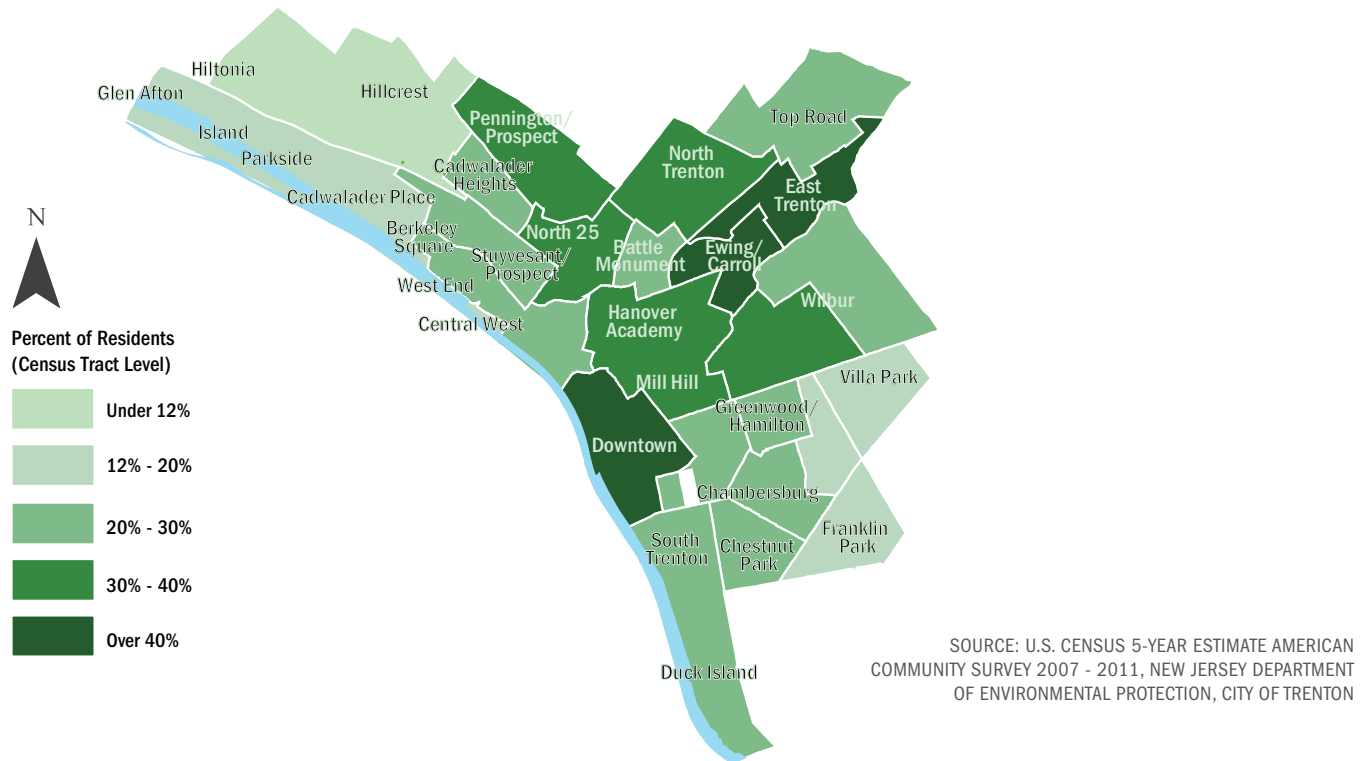 Hiltonia
Glen Afton
Hillcrest
Island
Parkside
Pennington/
Prospect
Top Road
North
Trenton
Cadwalader
Heights
Cadwalader Place
East
Trenton
N
Berkeley
Square
North 25
Battle
Monument
Ewing/
Carroll
Stuyvesant/
Prospect
West End
Central West
Hanover
Academy
Wilbur
Percent of Residents
(Census Tract Level)
Under 12%
12% - 20%
20% - 30%
30% - 40%
Over 40%
Mill Hill
Villa Park
Greenwood/
Hamilton
Downtown
Chambersburg
South
Trenton
Chestnut
Park
Franklin
Park
Duck Island
SOURCE: U.S. CENSUS 5-YEAR ESTIMATE AMERICAN
COMMUNITY SURVEY 2007 - 2011, NEW JERSEY DEPARTMENT
OF ENVIRONMENTAL PROTECTION, CITY OF TRENTON